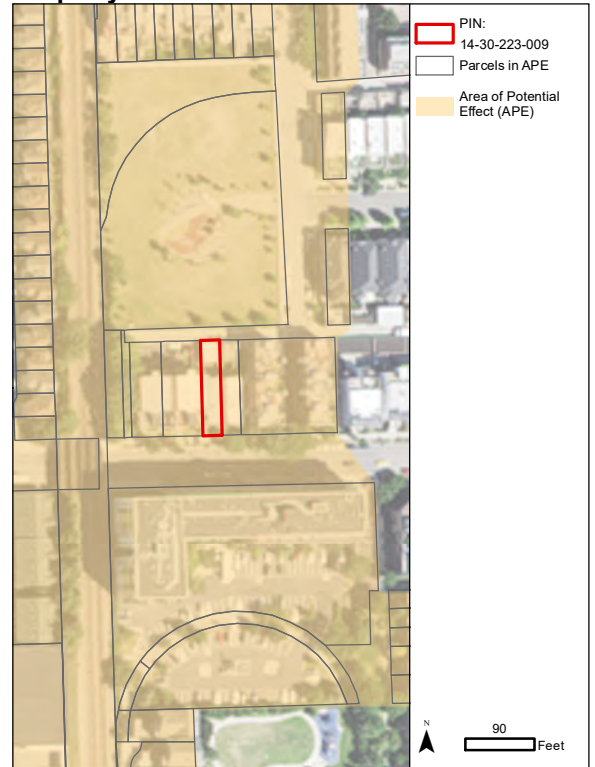 PIN:
14-30-223-009
Parcels in APE
Area of Potential
Effect (APE)
N
90
Feet